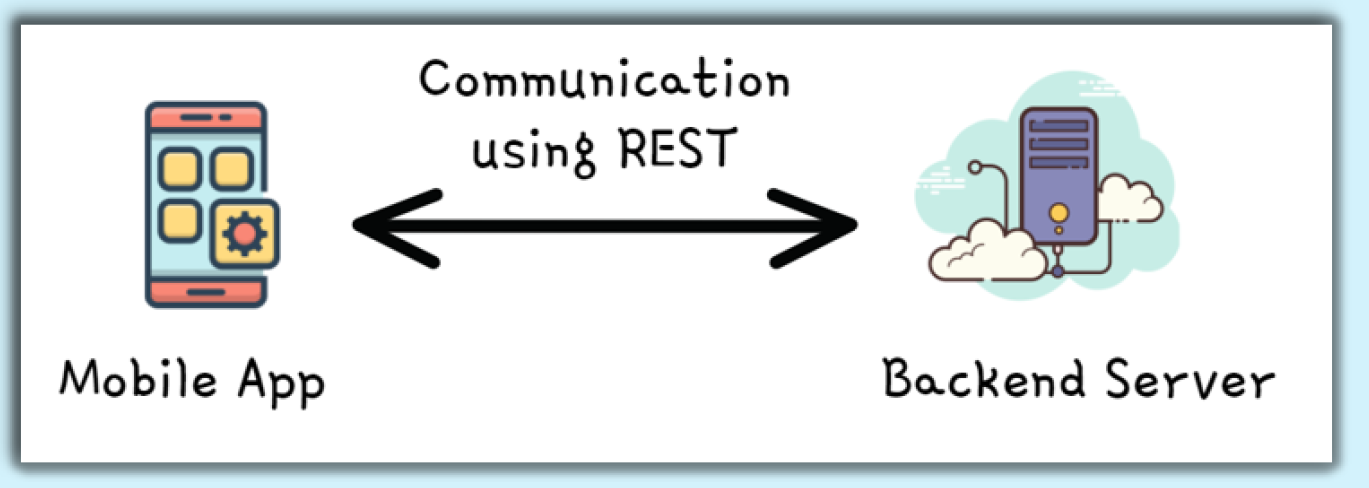 Communication
using REST
Mobile App
Backend Server